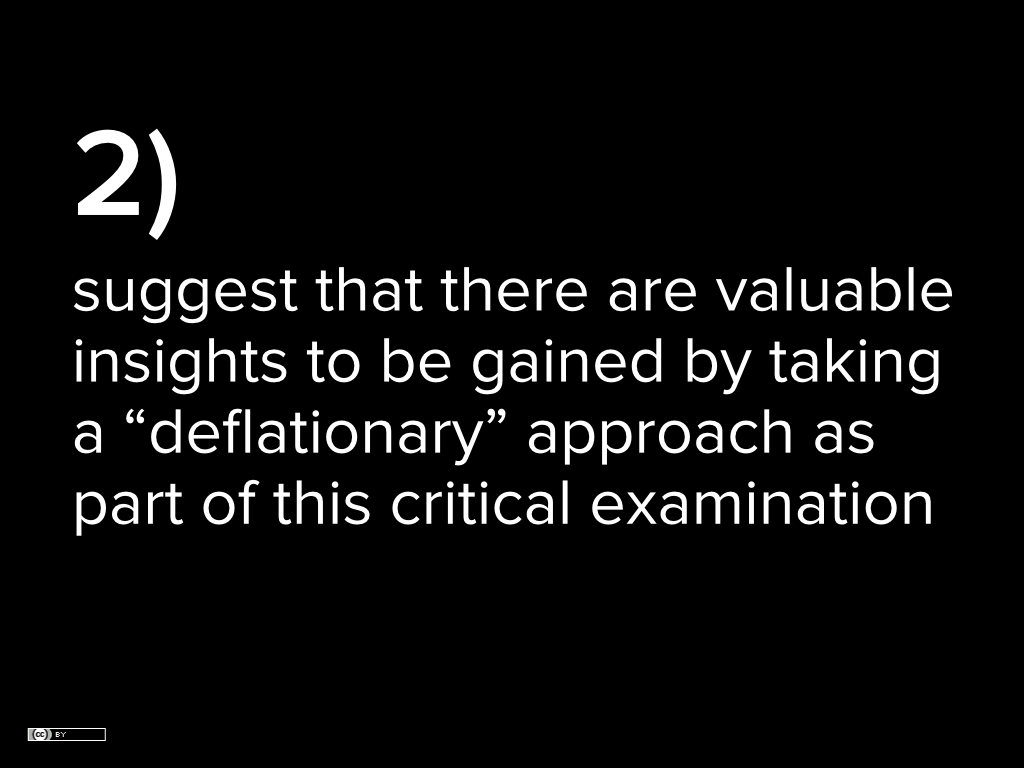 2)
suggest that there are valuable
insights to be gained by taking
a “deflationary” approach as
part of this critical examination
cc BY